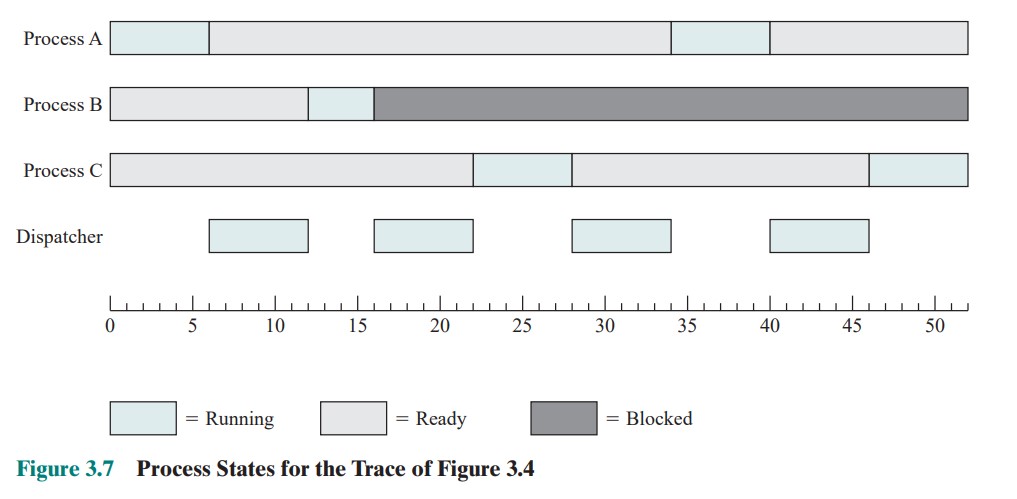 Process A
Process B
Process C
Dispatcher
0 5 10 15 20 25 30 35 40 45 50
= Running = Ready = Blocked
Figure 3.7 Process States for the Trace of Figure 3.4